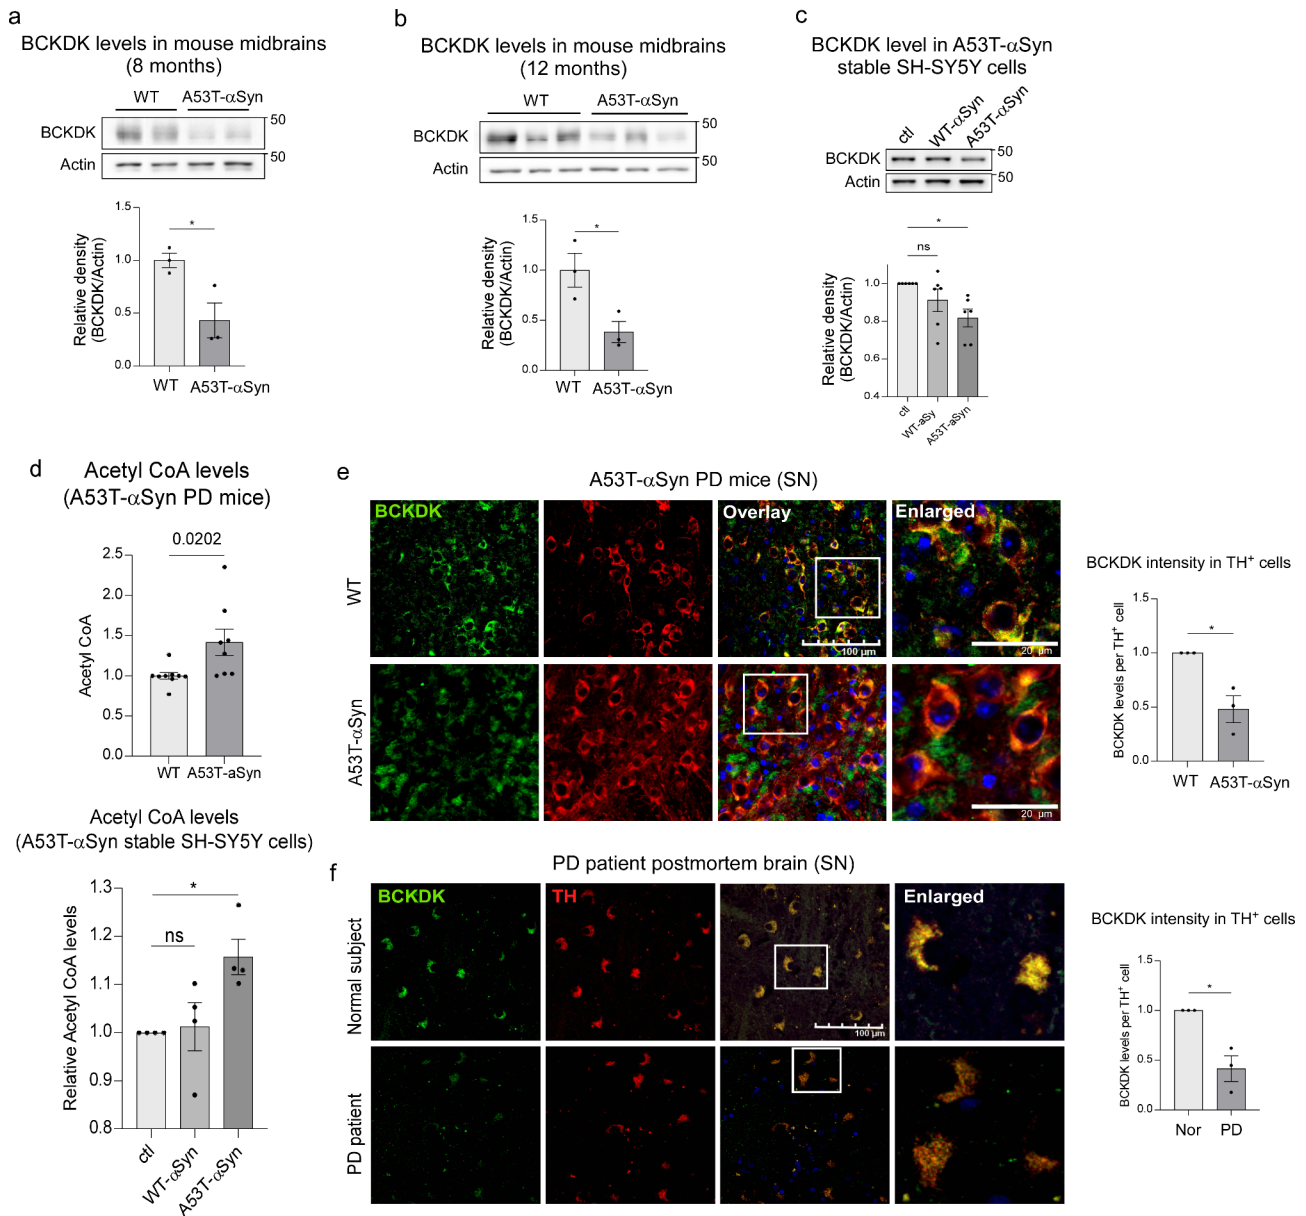 a
BCKDK levels in mouse midbrains
(8 months)
WT A53T-αSyn
BCKDK
50
Actin
50
Relative density
(BCKDK/Actin)
1.5
1.0
0.5
0.0
*
WT A53T-αSyn
b
BCKDK levels in mouse midbrains
(12 months)
WT A53T-αSyn
BCKDK
50
Actin
50
Relative density
(BCKDK/Actin)
1.5
1.0
0.5
0.0
*
WT A53T-αSyn
c
BCKDK level in A53T-αSyn
stable SH-SY5Y cells
ctl WT-αSyn A53T-αSyn
BCKDK
50
Actin
50
Relative density
(BCKDK/Actin)
*
ns
1.0
0.8
0.6
0.4
ctl WT-aSy A53T-aSyn
d
Acetyl CoA levels
(A53T-αSyn PD mice)
0.0202
Acetyl CoA
2.5
2.0
1.5
1.0
0.5
0.0
WT A53T-aSyn
Acetyl CoA levels
(A53T-αSyn stable SH-SY5Y cells)
Relative Acetyl CoA levels
1.3
1.2
1.1
1.0
0.9
0.8
*
ns
ctl WT-αSyn A53T-αSyn
e
A53T-αSyn PD mice (SN)
BCKDK Overlay Enlarged
WT
100 µm
20 µm
A53T-αSyn
20 µm
BCKDK intensity in TH⁺ cells
BCKDK levels per TH⁺ cell
1.5
1.0
0.5
0.0
*
WT A53T-αSyn
f
PD patient postmortem brain (SN)
BCKDK TH Enlarged
Normal subject
100 µm
PD patient
BCKDK intensity in TH⁺ cells
BCKDK levels per TH⁺ cell
1.5
1.0
0.5
0.0
*
Nor PD